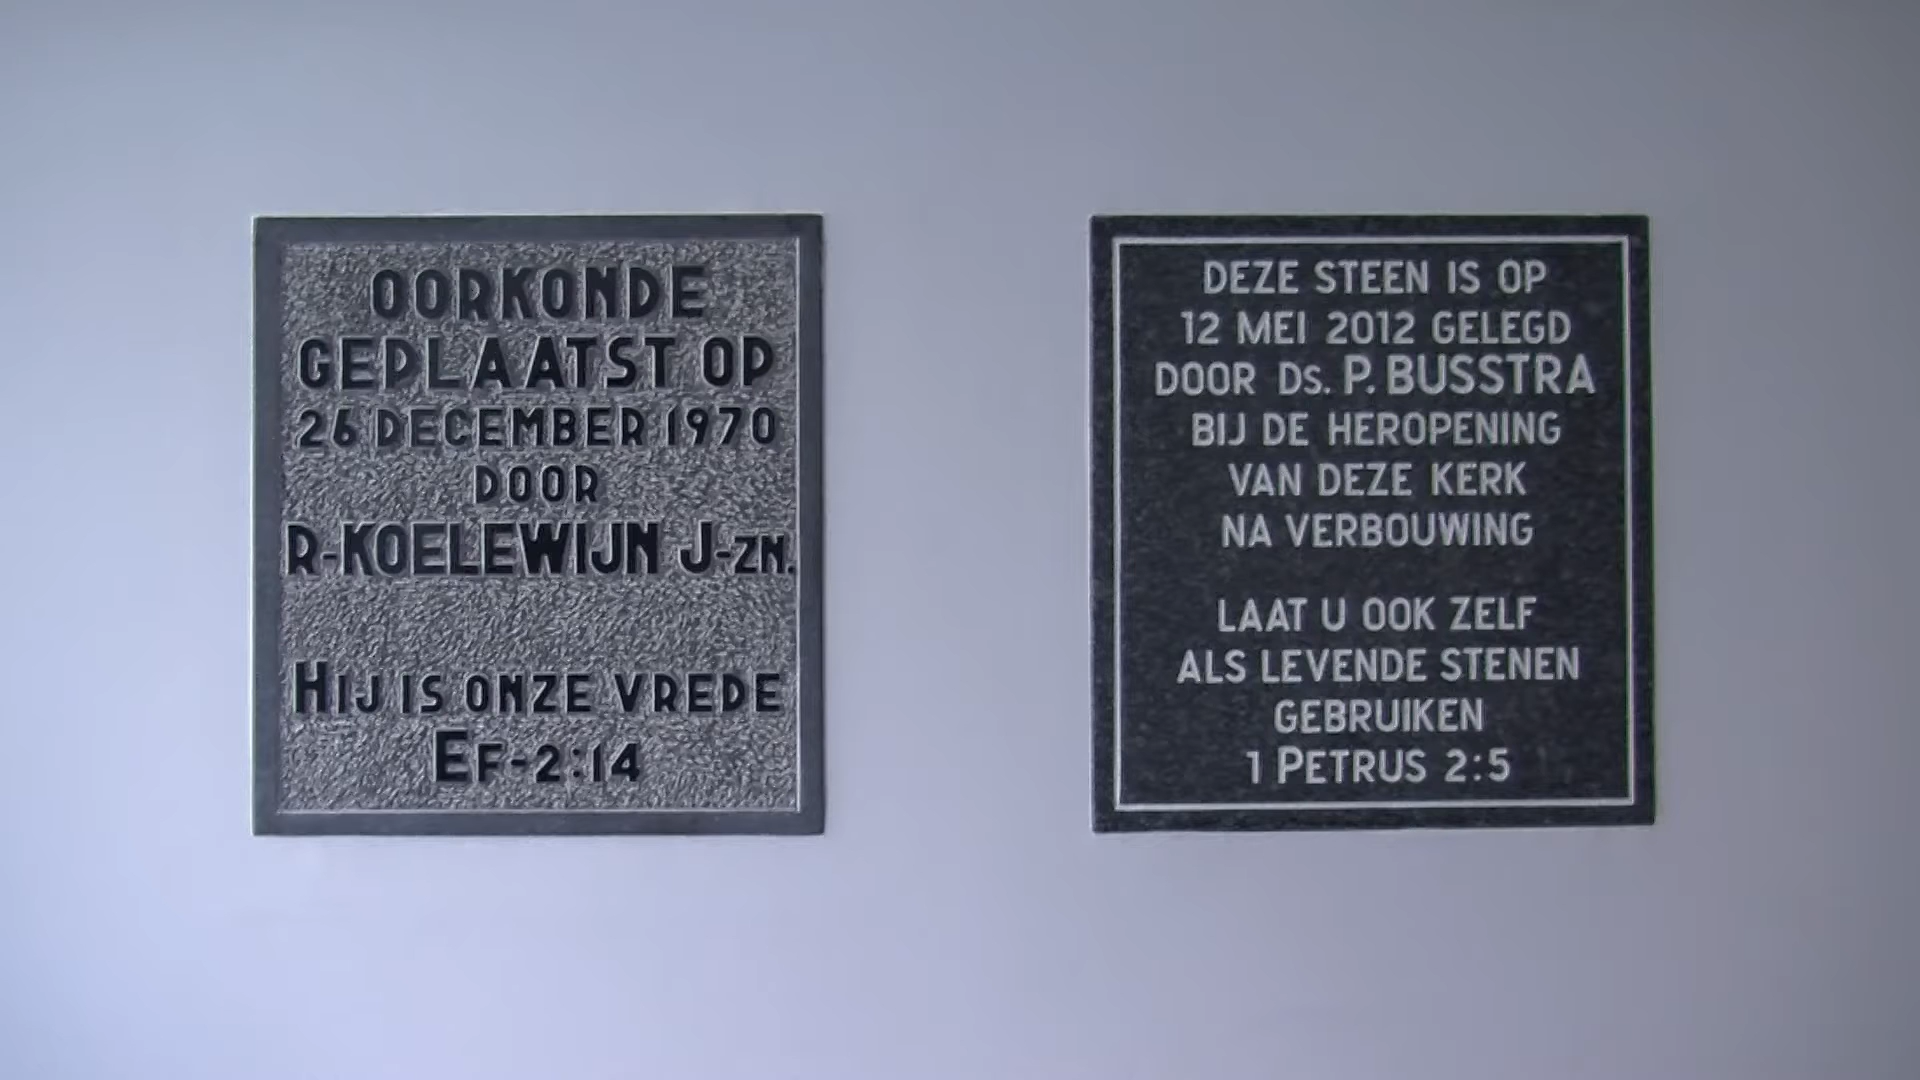 OORKONDE
GEPLAATST OP
26 DECEMBER 1970
DOOR
R-KOELEWIJN J-ZN.
HIJ IS ONZE VREDE
EF-2:14
DEZE STEEN IS OP
12 MEI 2012 GELEGD
DOOR DS. P. BUSSTRA
BIJ DE HEROPENING
VAN DEZE KERK
NA VERBOUWING
LAAT U OOK ZELF
ALS LEVENDE STENEN
GEBRUIKEN
1 PETRUS 2:5